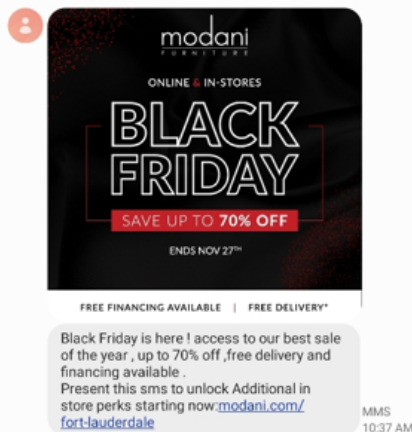 modani
FURNITURE
ONLINE & IN-STORES
BLACK
FRIDAY
SAVE UP TO 70% OFF
ENDS NOV 27TH
FREE FINANCING AVAILABLE | FREE DELIVERY*
Black Friday is here ! access to our best sale
of the year , up to 70% off ,free delivery and
financing available .
Present this sms to unlock Additional in
store perks starting now:modani.com/
fort-lauderdale
MMS
10:37 AM